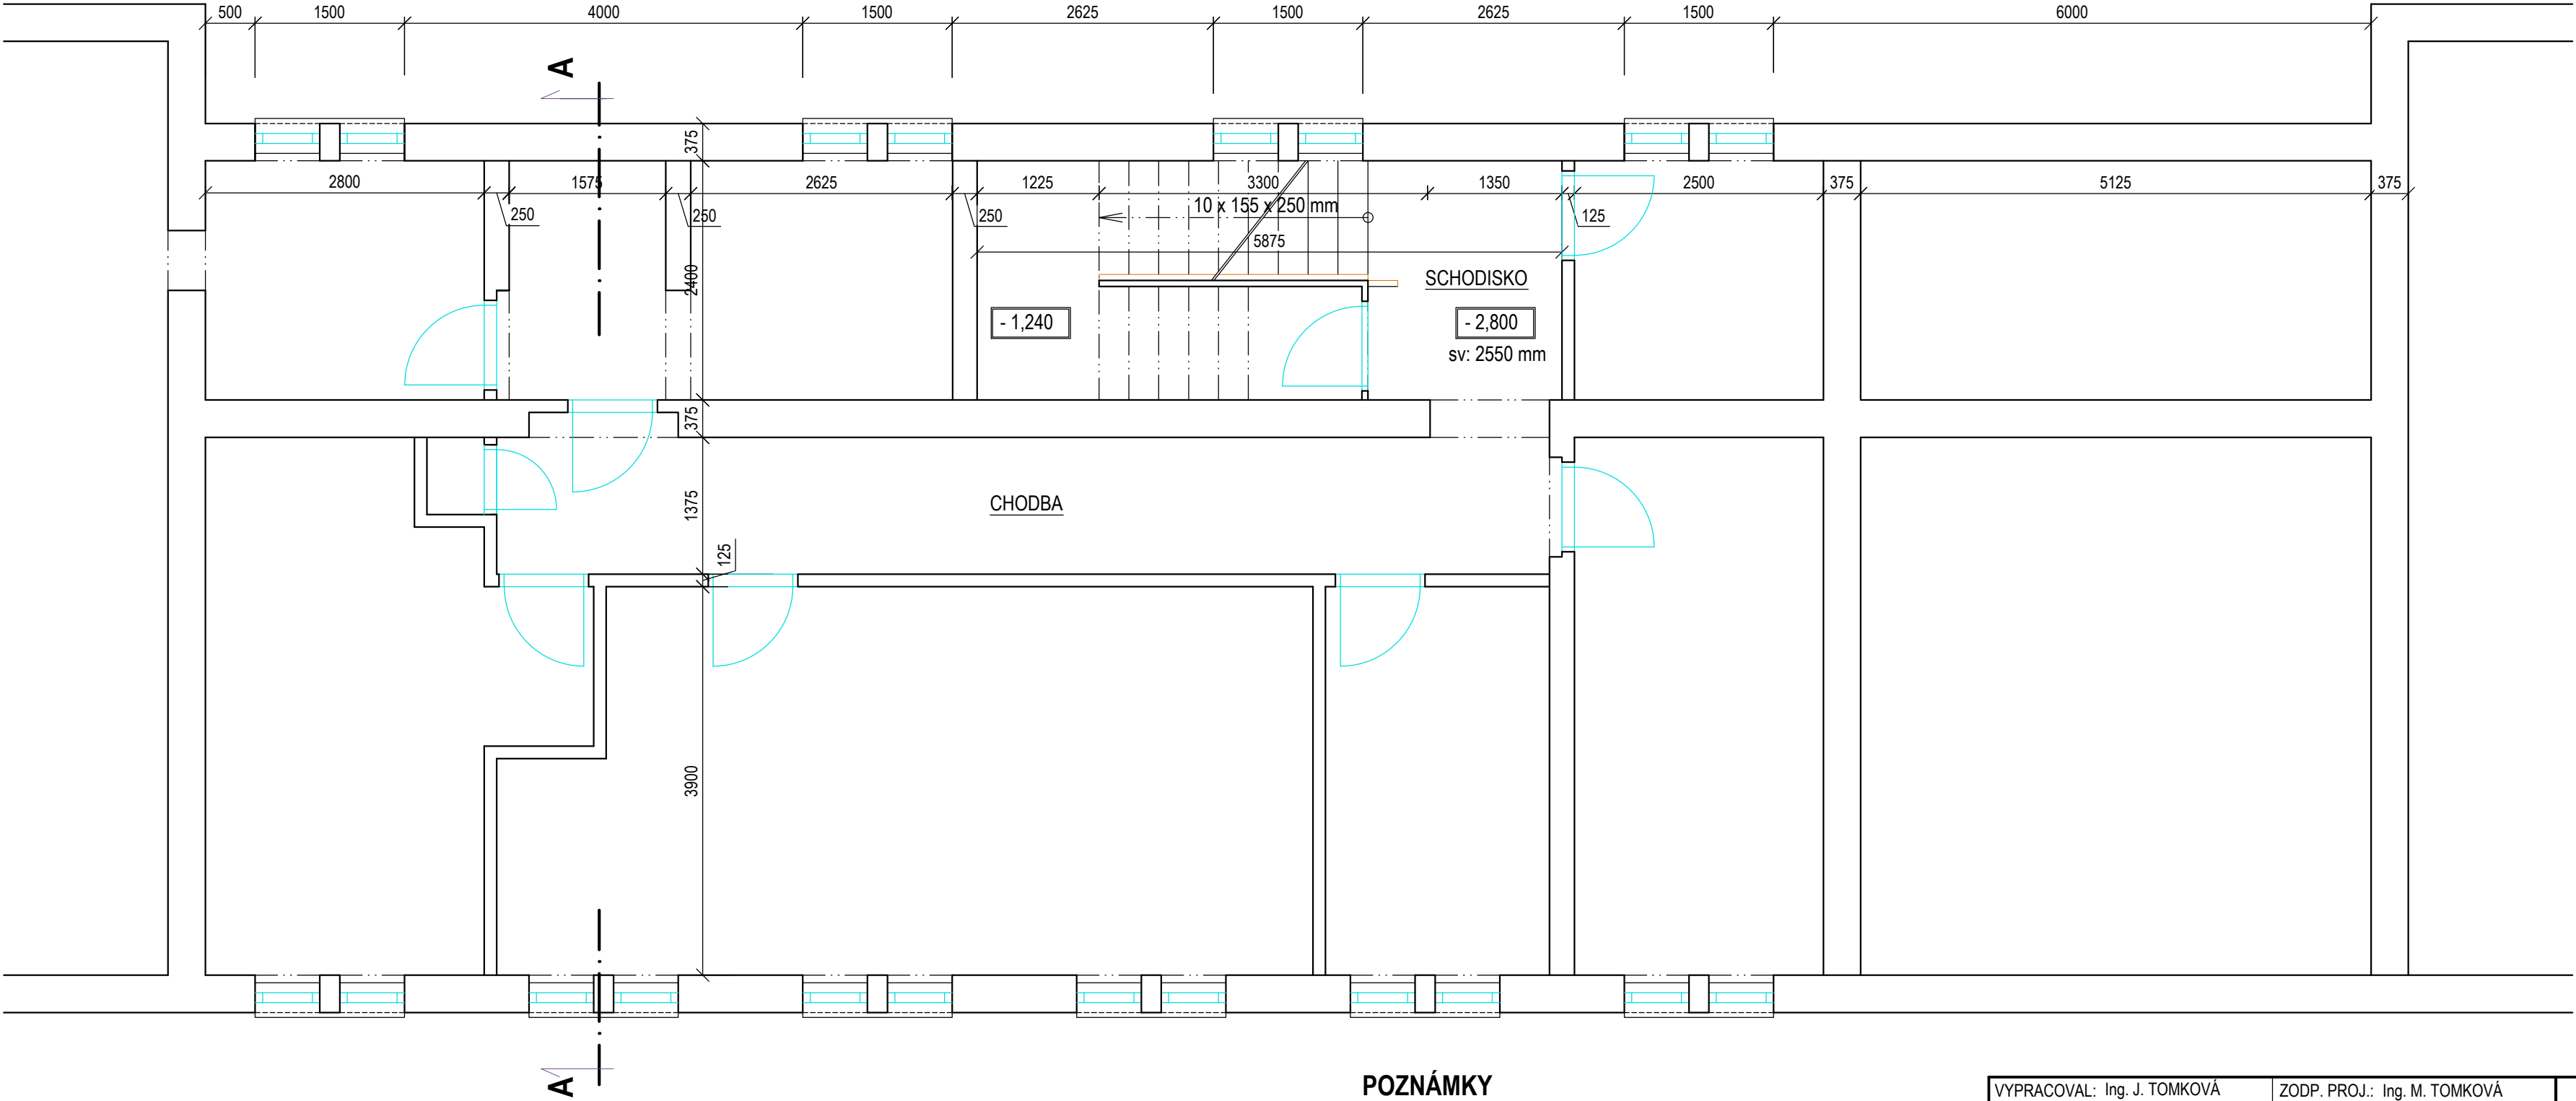 500 1500 4000 1500 2625 1500 2625 1500 6000
A
375
2800 1575 2625 1225 3300 1350 2500 375 5125 375
250 250 250 10 x 155 x 250 mm 125
5875
2400
SCHODISKO
- 1,240 - 2,800
sv: 2550 mm
375
1375
CHODBA
125
3900
A
POZNÁMKY
VYPRACOVAL: Ing. J. TOMKOVÁ ZODP. PROJ.: Ing. M. TOMKOVÁ